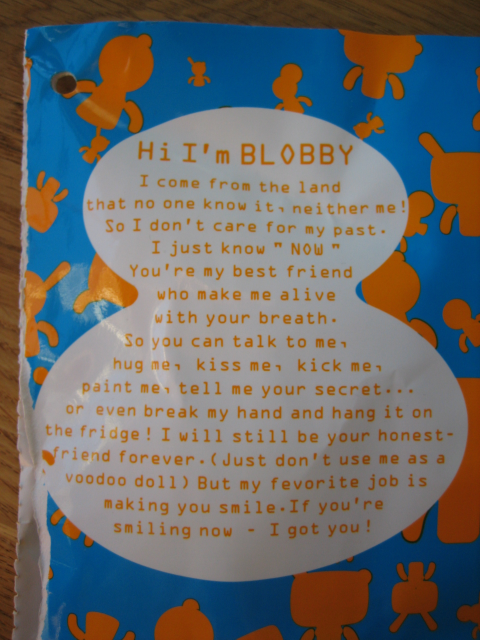 Hi I'm BLOBBY
I come from the land
that no one know it, neither me!
So I don't care for my past.
I just know " NOW "
You're my best friend
who make me alive
with your breath.
So you can talk to me,
hug me, kiss me, kick me,
paint me, tell me your secret...
or even break my hand and hang it on
the fridge! I will still be your honest-
friend forever.(Just don't use me as a
voodoo doll) But my fevorite job is
making you smile.If you're
smiling now - I got you!